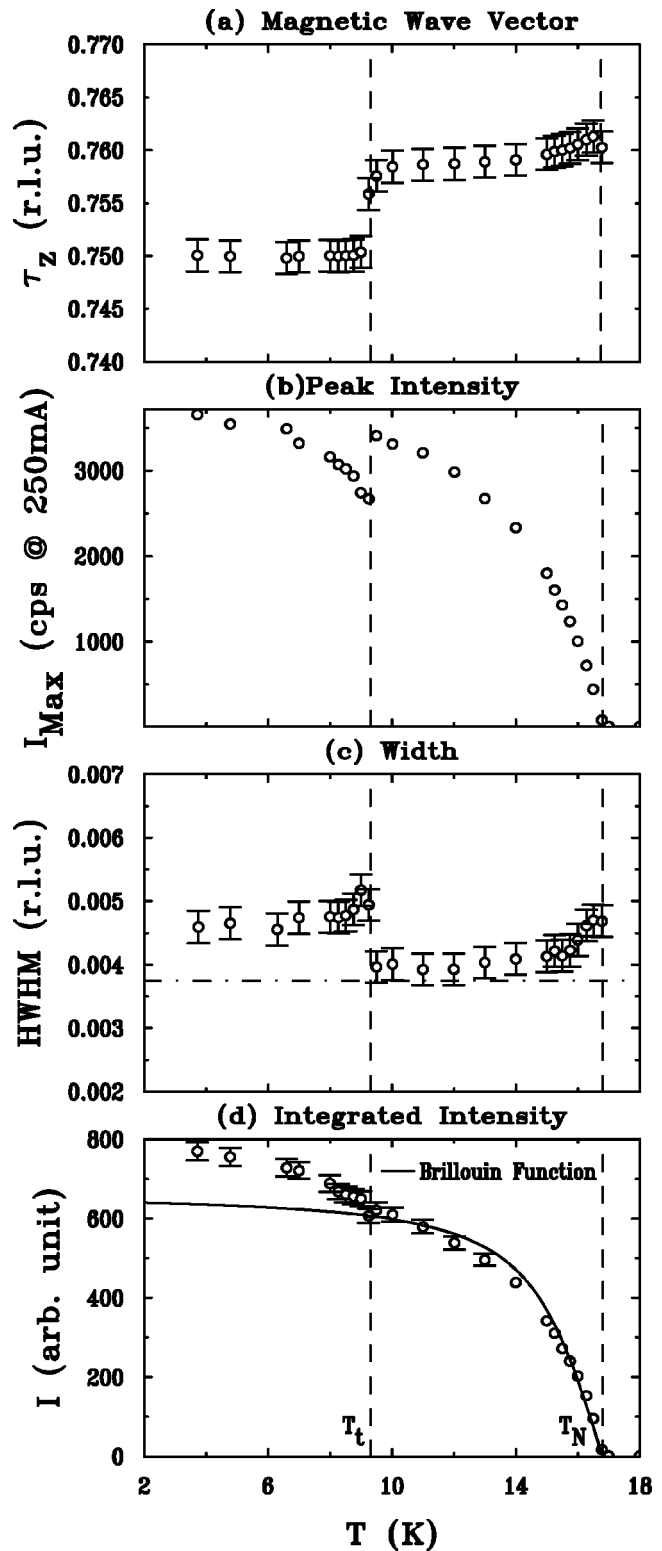 (a) Magnetic Wave Vector
0.770
0.765
0.760
0.755
0.750
0.745
0.740
τz (r.l.u.)
(b)Peak Intensity
3000
2000
1000
IMax (cps @ 250mA)
(c) Width
0.007
0.006
0.005
0.004
0.003
0.002
HWHM (r.l.u.)
(d) Integrated Intensity
800
600
400
200
0
I (arb. unit)
Brillouin Function
Tt
TN
2
6
10
14
18
T (K)